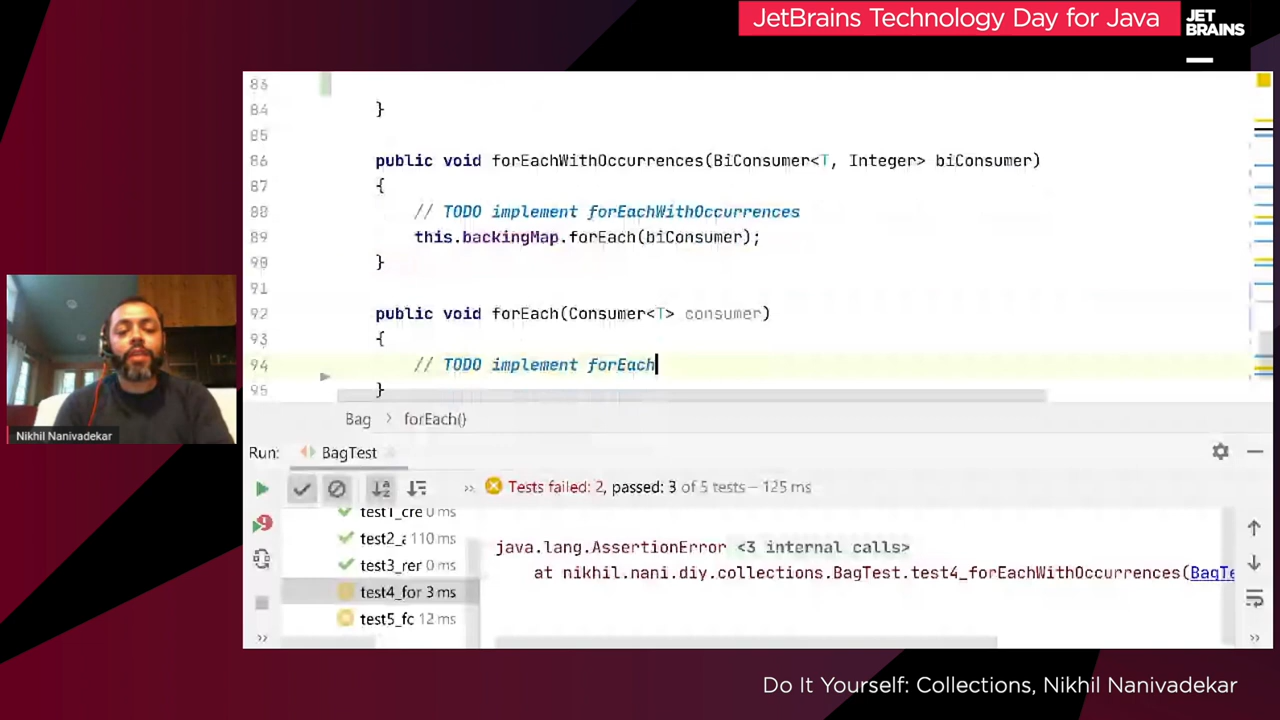 JetBrains Technology Day for Java
JET
BRAINS
83
84 }
85
86 public void forEachWithOccurrences(BiConsumer<T, Integer> biConsumer)
87 {
88 // TODO implement forEachWithOccurrences
89 this.backingMap.forEach(biConsumer);
90 }
91
92 public void forEach(Consumer<T> consumer)
93 {
94 // TODO implement forEach
95 }
Bag > forEach()
Nikhil Nanivadekar
Run: BagTest
Tests failed: 2, passed: 3 of 5 tests – 125 ms
test1_cre 0 ms
test2_a 110 ms
test3_rer 0 ms
test4_for 3 ms
test5_fc 12 ms
java.lang.AssertionError <3 internal calls>
at nikhil.nani.diy.collections.BagTest.test4_forEachWithOccurrences(BagTe
Do It Yourself: Collections, Nikhil Nanivadekar